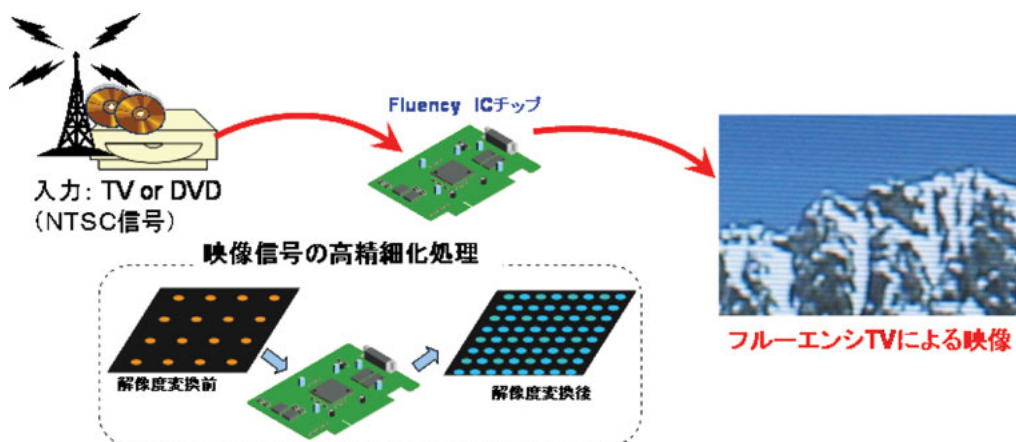 Fluency ICチップ
入力: TV or DVD
（NTSC信号）
映像信号の高精細化処理
解像度変換前
解像度変換後
フルーエンシTVによる映像